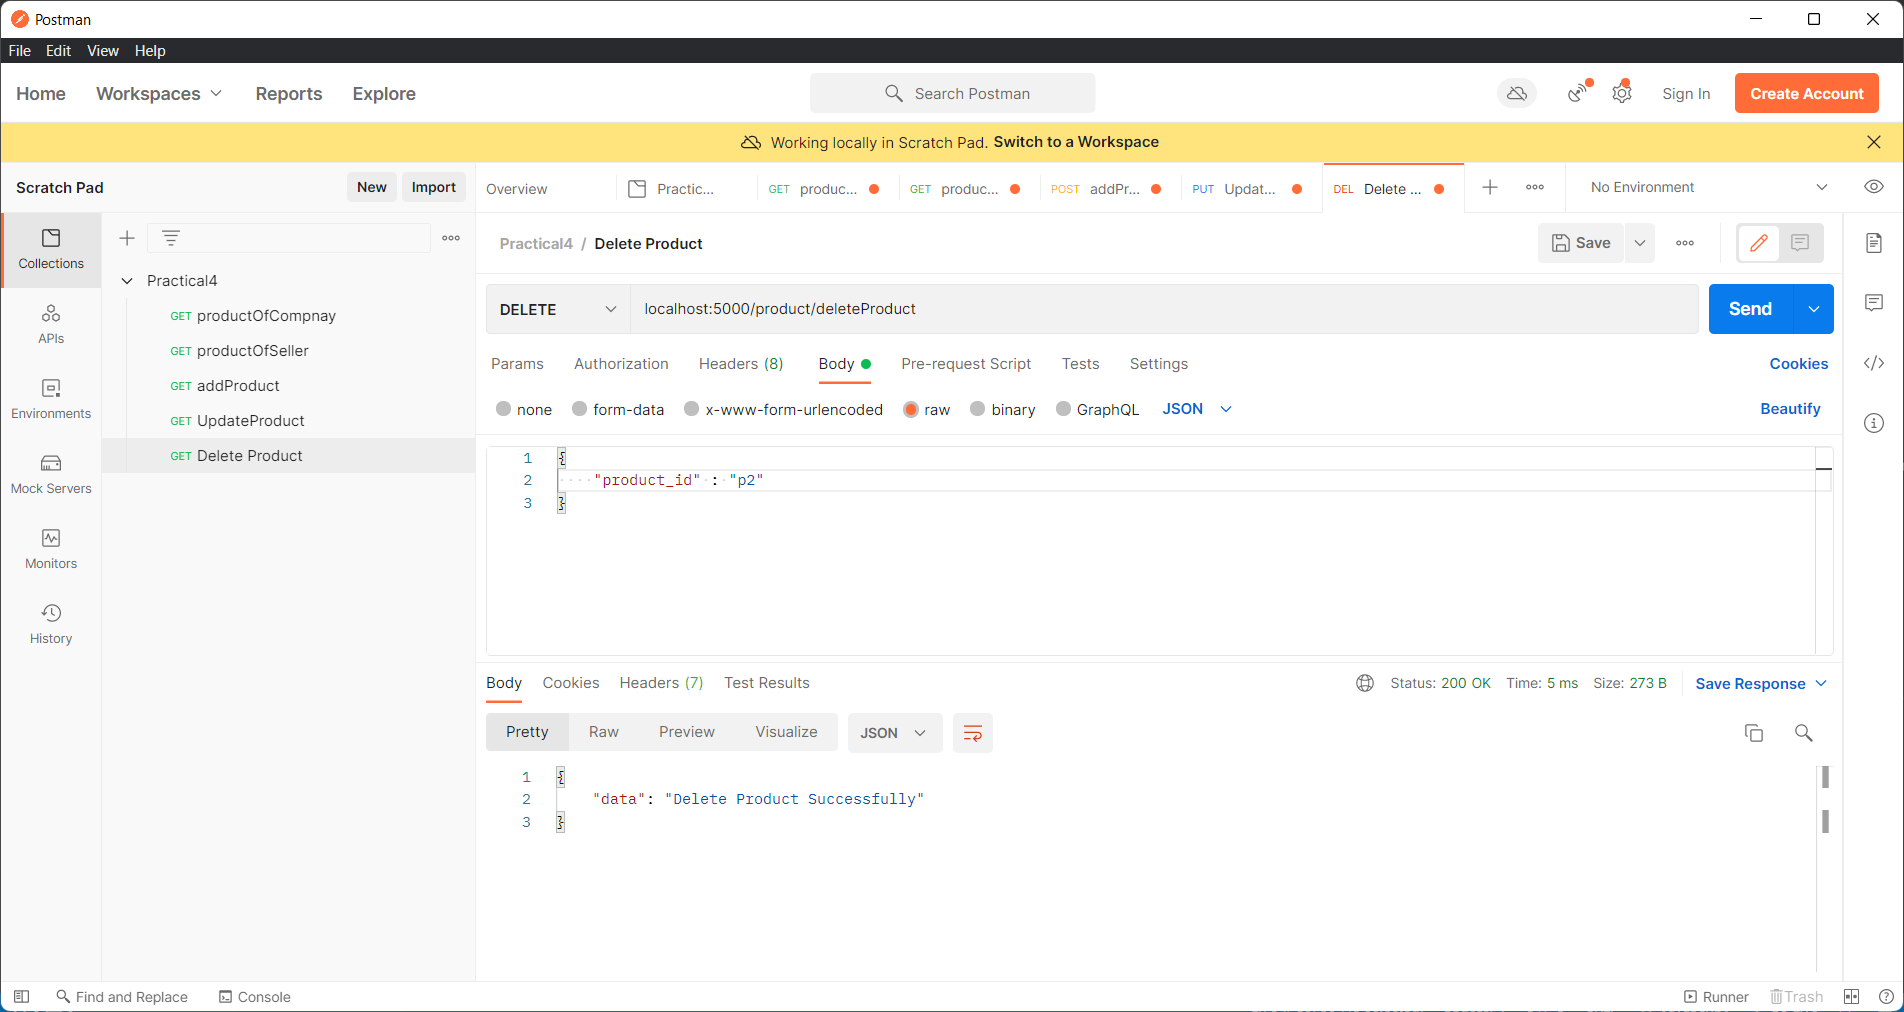 Postman
File Edit View Help
Home Workspaces Reports Explore Search Postman Sign In Create Account
Working locally in Scratch Pad. Switch to a Workspace
Scratch Pad New Import
Overview Practic... GET produc... GET produc... POST addPr... PUT Updat... DEL Delete ... No Environment
Collections
APIs
Environments
Mock Servers
Monitors
History
Practical4
GET productOfCompnay
GET productOfSeller
GET addProduct
GET UpdateProduct
GET Delete Product
Practical4 / Delete Product Save
DELETE localhost:5000/product/deleteProduct Send
Params Authorization Headers (8) Body Pre-request Script Tests Settings Cookies
none form-data x-www-form-urlencoded raw binary GraphQL JSON Beautify
1 {
2 "product_id" : "p2"
3 }
Body Cookies Headers (7) Test Results Status: 200 OK Time: 5 ms Size: 273 B Save Response
Pretty Raw Preview Visualize JSON
1 {
2 "data": "Delete Product Successfully"
3 }
Find and Replace Console Runner Trash